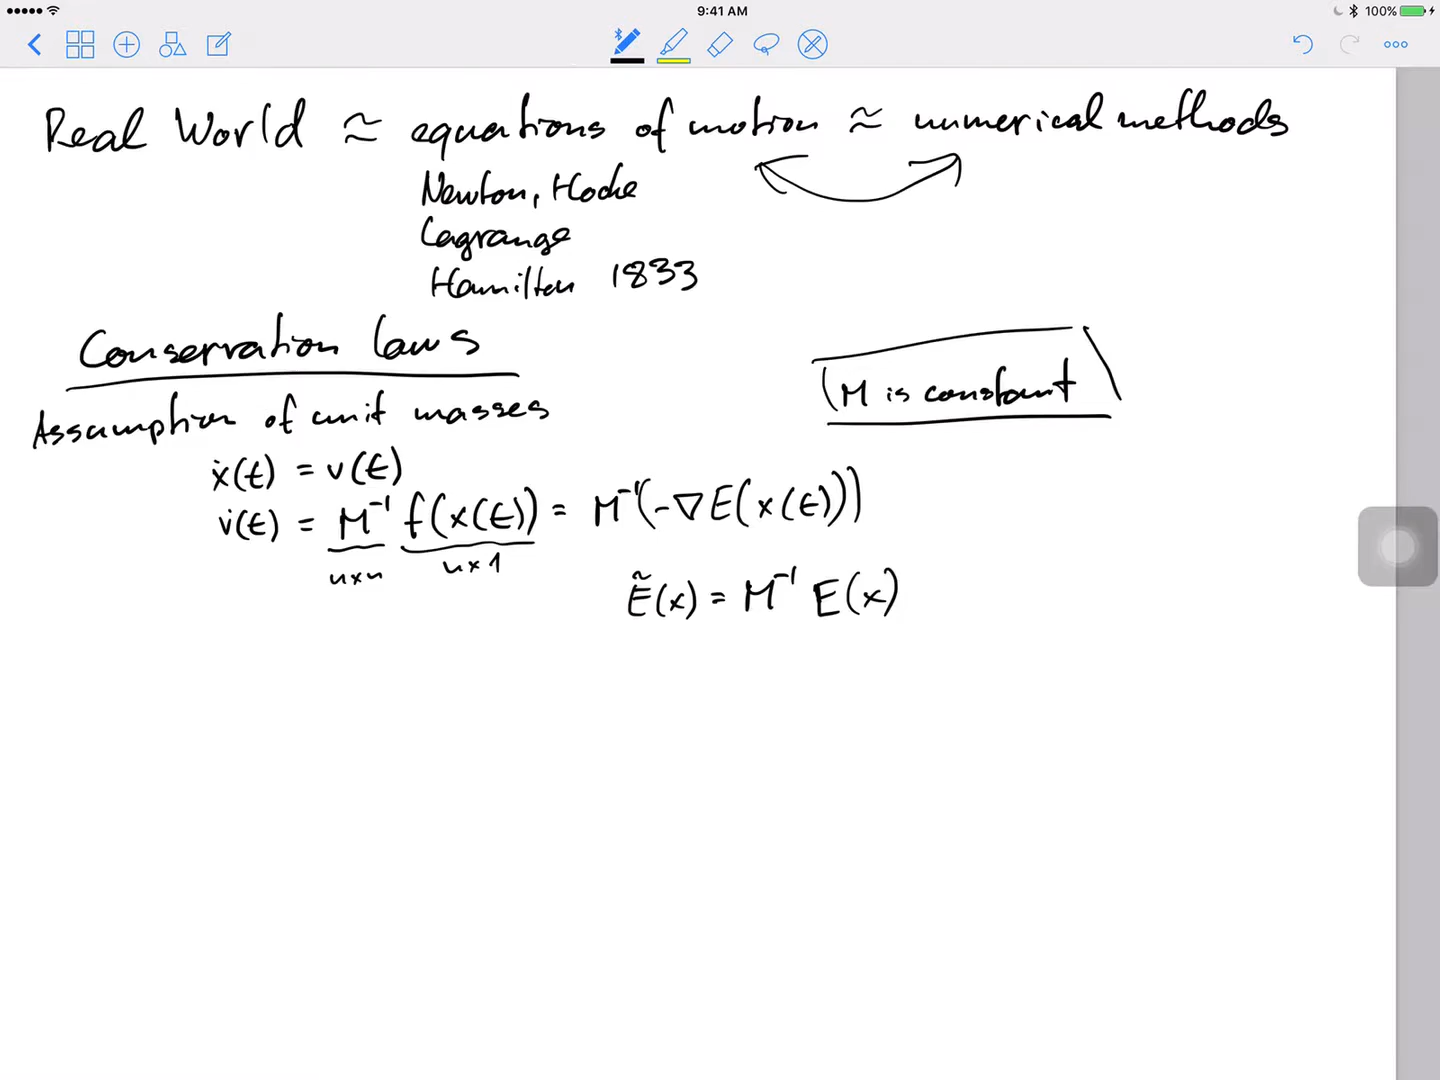 9:41 AM
100%
Real World ≈ equations of motion ≈ numerical methods
Newton, Hooke
Lagrange
Hamilton 1833
Conservation laws
M is constant
Assumption of unit masses
ẋ(t) = v(t)
v̇(t) = M⁻¹ f(x(t)) = M⁻¹(-∇E(x(t)))
n×n n×1
Ẽ(x) = M⁻¹ E(x)